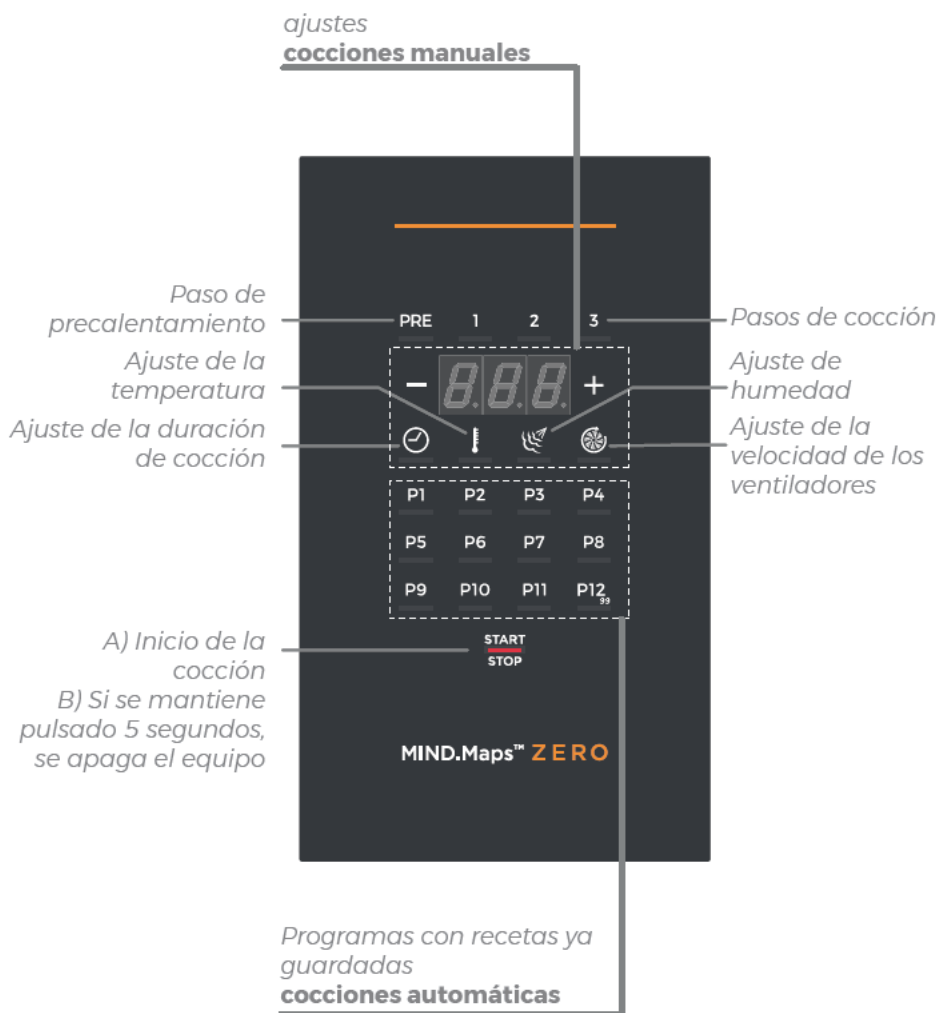 ajustes
cocciones manuales
Paso de
precalentamiento
PRE 1 2 3
Pasos de cocción
Ajuste de la
temperatura
− 8.8.8 +
Ajuste de
humedad
Ajuste de la duración
de cocción
Ajuste de la
velocidad de los
ventiladores
P1 P2 P3 P4
P5 P6 P7 P8
P9 P10 P11 P12
99
A) Inicio de la
cocción
B) Si se mantiene
pulsado 5 segundos,
se apaga el equipo
START
STOP
MIND.Maps™ ZERO
Programas con recetas ya
guardadas
cocciones automáticas